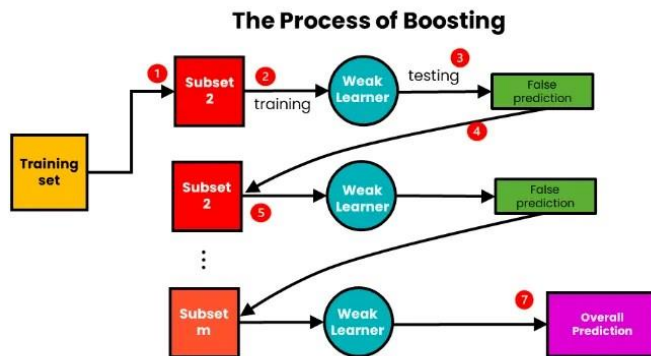 The Process of Boosting
1
2
3
Subset
2
training
Weak
Learner
testing
False
prediction
4
Training
set
Subset
2
5
Weak
Learner
False
prediction
Subset
m
Weak
Learner
7
Overall
Prediction